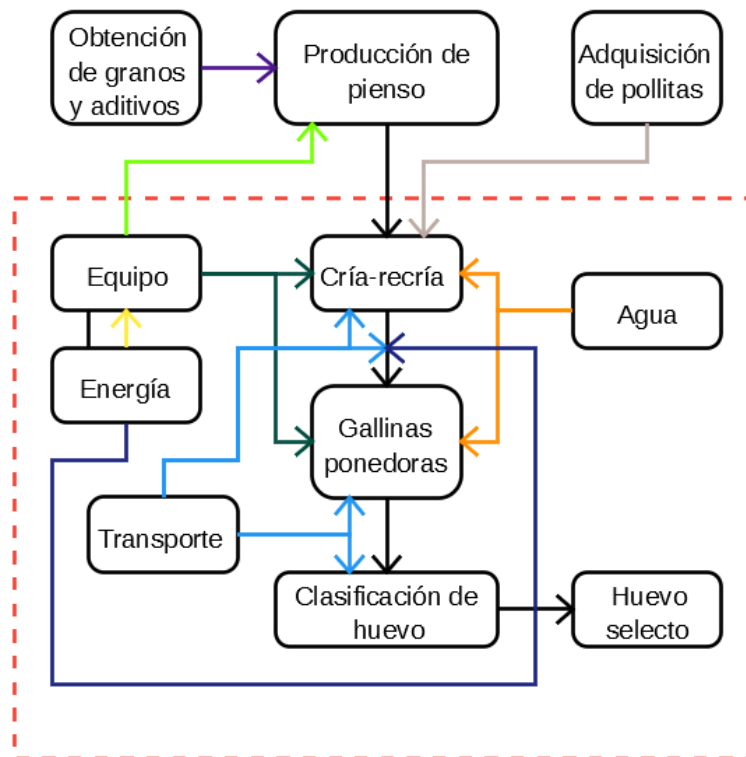 Obtención
de granos
y aditivos
Producción de
pienso
Adquisición
de pollitas
Equipo
Cría-recría
Agua
Energía
Gallinas
ponedoras
Transporte
Clasificación de
huevo
Huevo
selecto